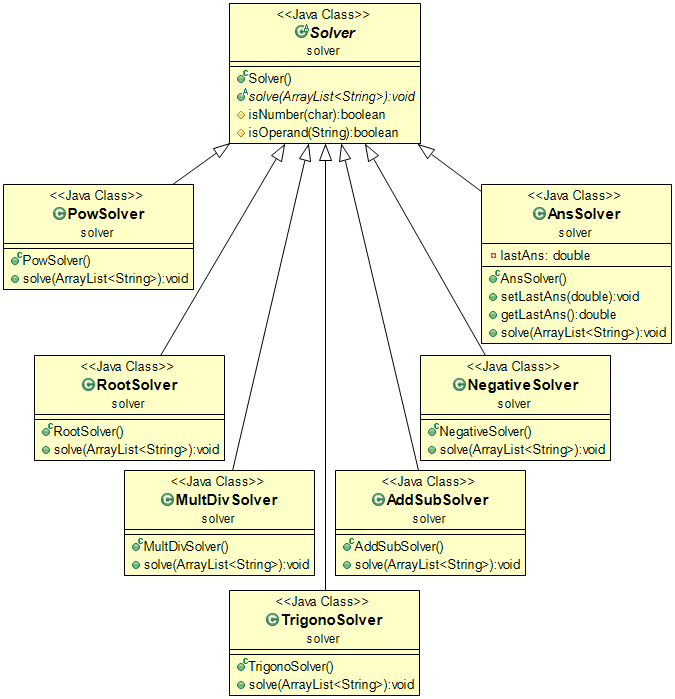 <<Java Class>>
Solver
solver
Solver()
solve(ArrayList<String>):void
isNumber(char):boolean
isOperand(String):boolean
<<Java Class>>
PowSolver
solver
PowSolver()
solve(ArrayList<String>):void
<<Java Class>>
AnsSolver
solver
lastAns: double
AnsSolver()
setLastAns(double):void
getLastAns():double
solve(ArrayList<String>):void
<<Java Class>>
RootSolver
solver
RootSolver()
solve(ArrayList<String>):void
<<Java Class>>
NegativeSolver
solver
NegativeSolver()
solve(ArrayList<String>):void
<<Java Class>>
MultDivSolver
solver
MultDivSolver()
solve(ArrayList<String>):void
<<Java Class>>
AddSubSolver
solver
AddSubSolver()
solve(ArrayList<String>):void
<<Java Class>>
TrigonoSolver
solver
TrigonoSolver()
solve(ArrayList<String>):void